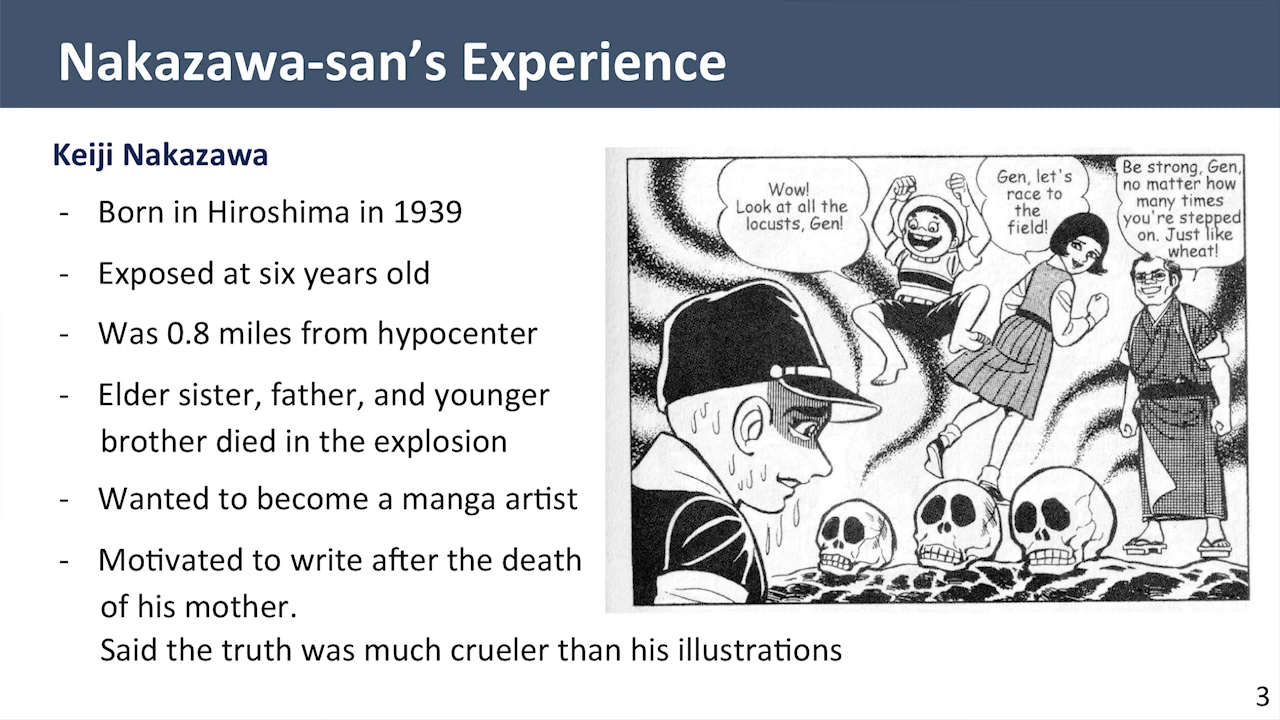 Nakazawa-san’s Experience
Keiji Nakazawa
- Born in Hiroshima in 1939
- Exposed at six years old
- Was 0.8 miles from hypocenter
- Elder sister, father, and younger
brother died in the explosion
- Wanted to become a manga artist
- Motivated to write after the death
of his mother.
Said the truth was much crueler than his illustrations
Wow!
Look at all the
locusts, Gen!
Gen, let's
race to
the
field!
Be strong, Gen,
no matter how
many times
you're stepped
on. Just like
wheat!
3